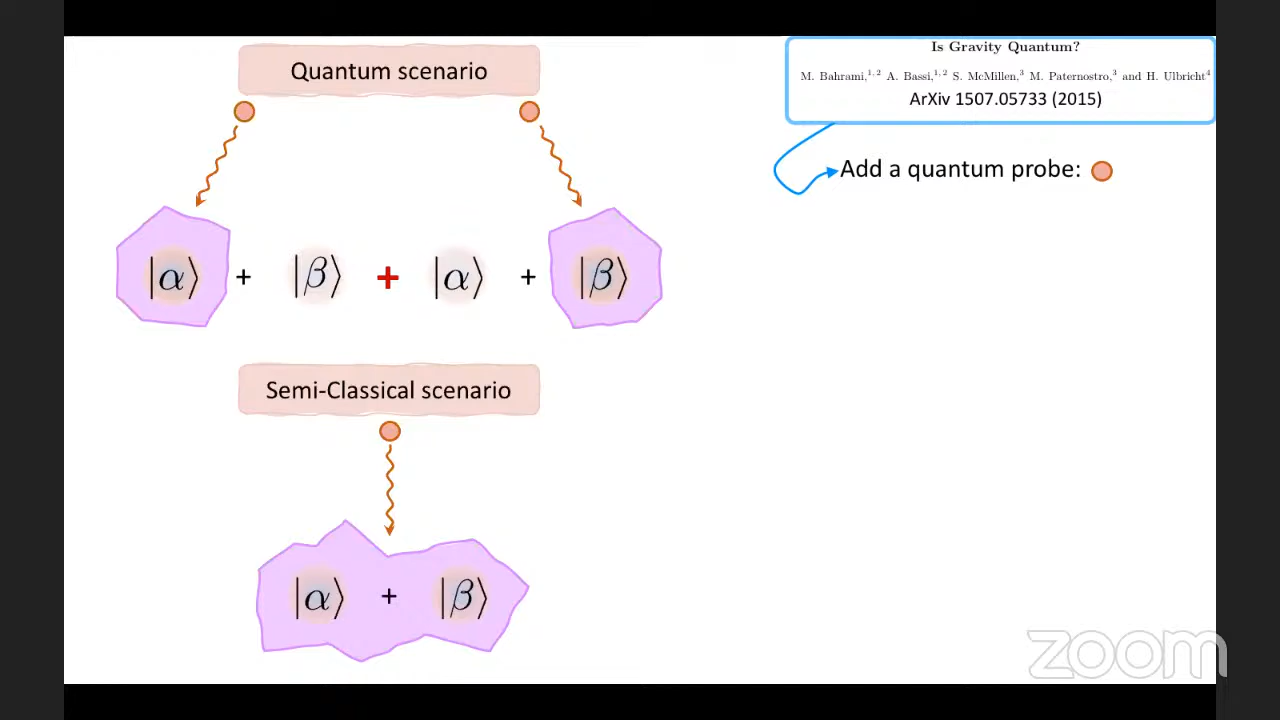 Quantum scenario
Is Gravity Quantum?
M. Bahrami,1, 2 A. Bassi,1, 2 S. McMillen,3 M. Paternostro,3 and H. Ulbricht4
ArXiv 1507.05733 (2015)
Add a quantum probe:
|α⟩ + |β⟩ + |α⟩ + |β⟩
Semi-Classical scenario
|α⟩ + |β⟩
zoom